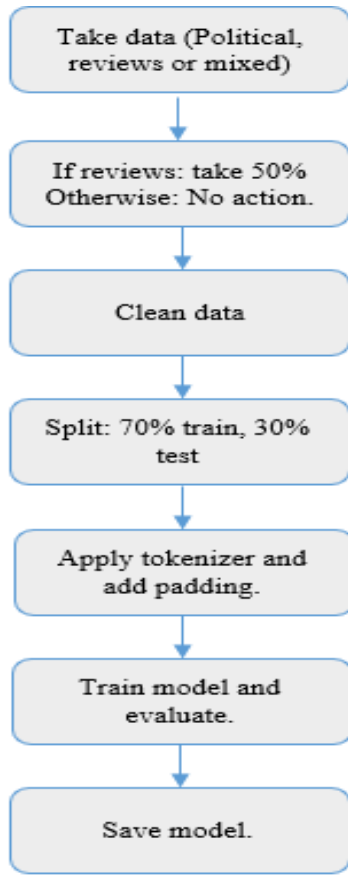 Take data (Political,
reviews or mixed)
If reviews: take 50%
Otherwise: No action.
Clean data
Split: 70% train, 30%
test
Apply tokenizer and
add padding.
Train model and
evaluate.
Save model.